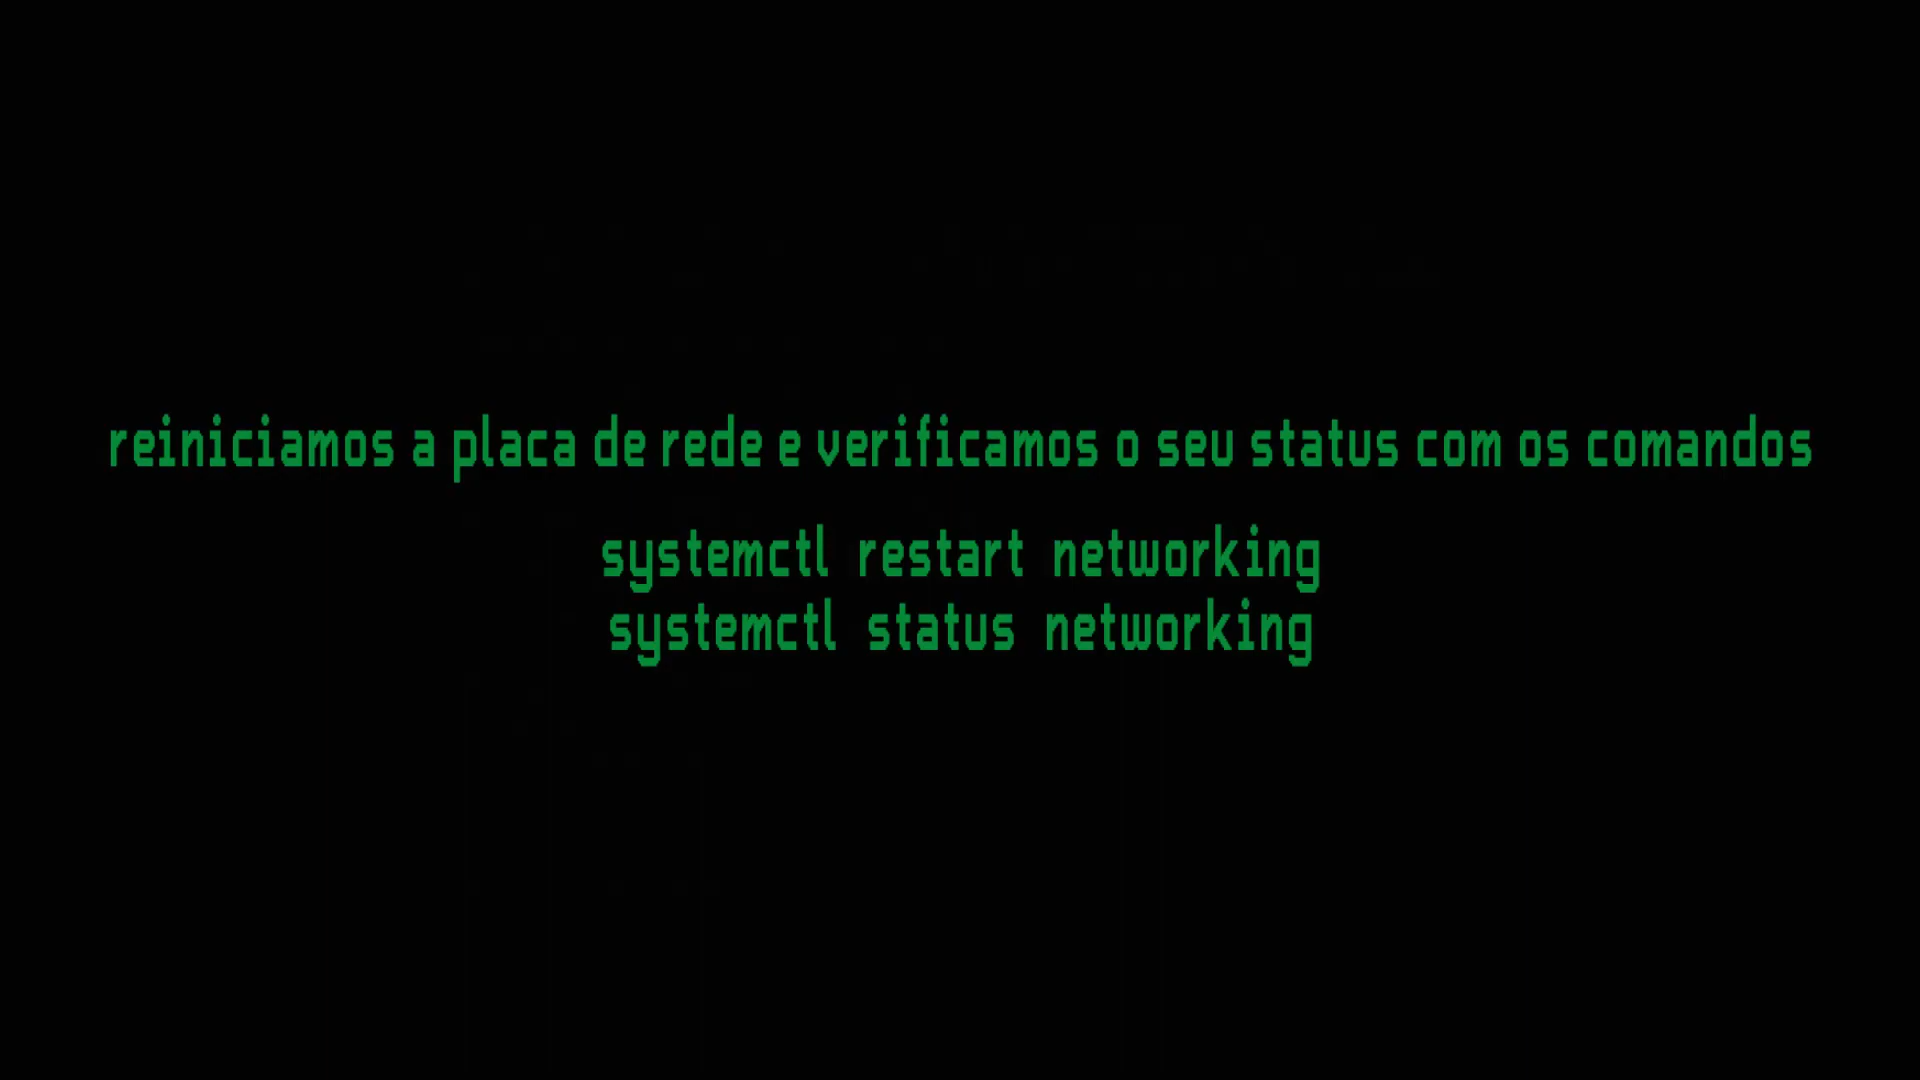 reiniciamos a placa de rede e verificamos o seu status com os comandos
systemctl restart networking
systemctl status networking